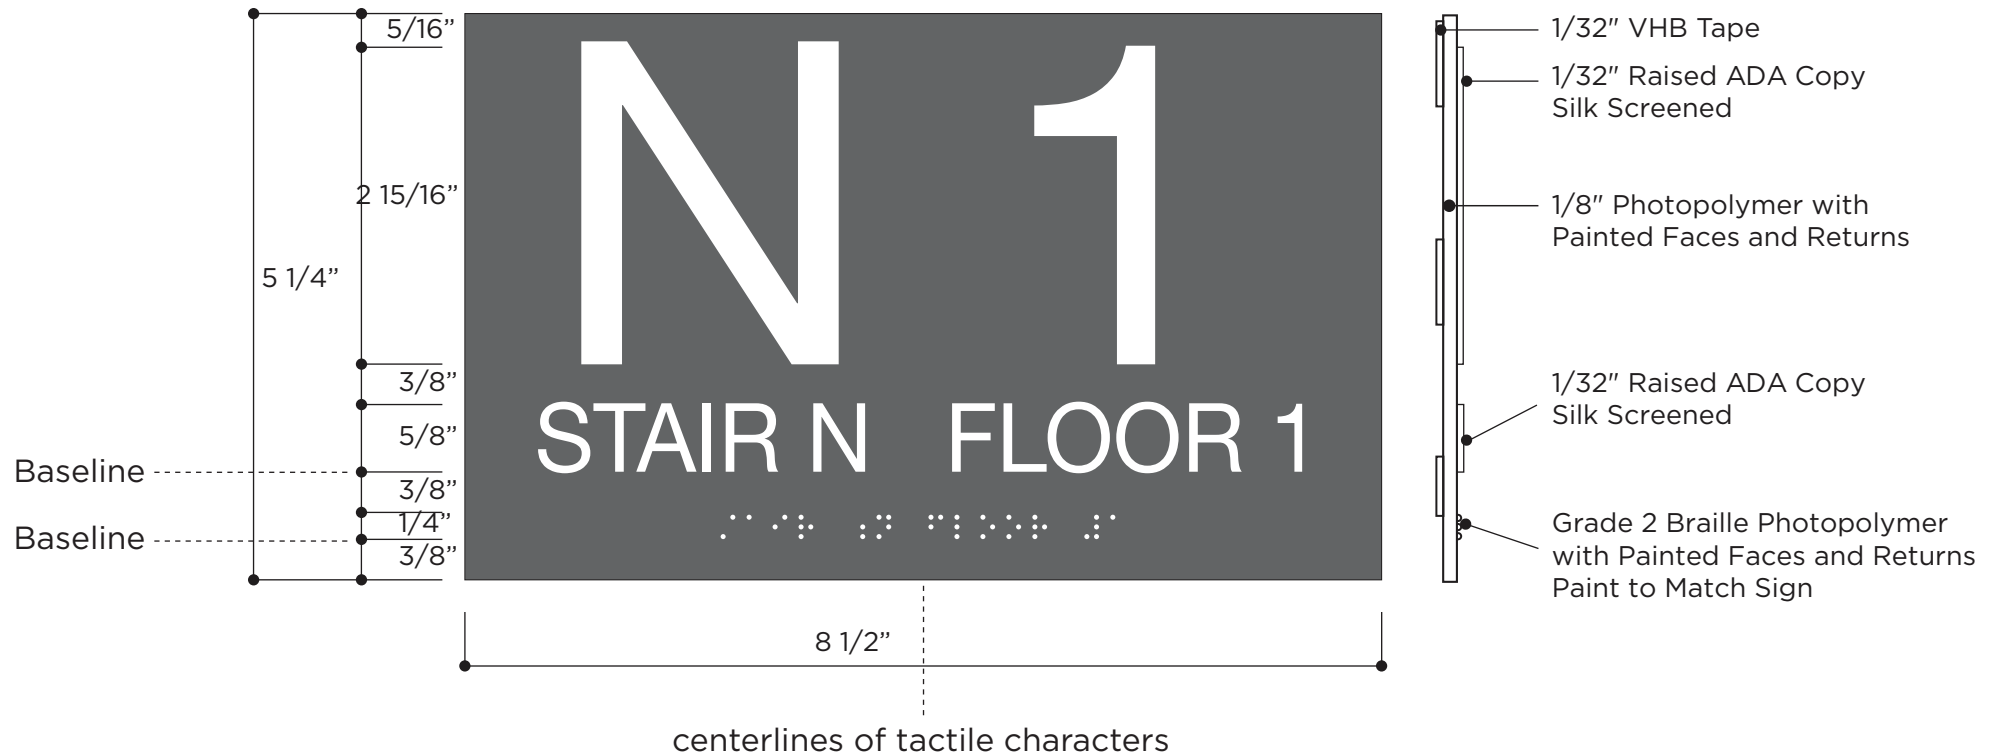 5/16”
2 15/16”
5 1/4”
3/8”
5/8”
Baseline
3/8”
1/4”
Baseline
3/8”
N 1
STAIR N FLOOR 1
⠌⠁⠊⠗ ⠰⠝ ⠋⠇⠕⠕⠗ ⠼⠁
8 1/2”
centerlines of tactile characters
1/32" VHB Tape
1/32" Raised ADA Copy
Silk Screened
1/8" Photopolymer with
Painted Faces and Returns
1/32" Raised ADA Copy
Silk Screened
Grade 2 Braille Photopolymer
with Painted Faces and Returns
Paint to Match Sign